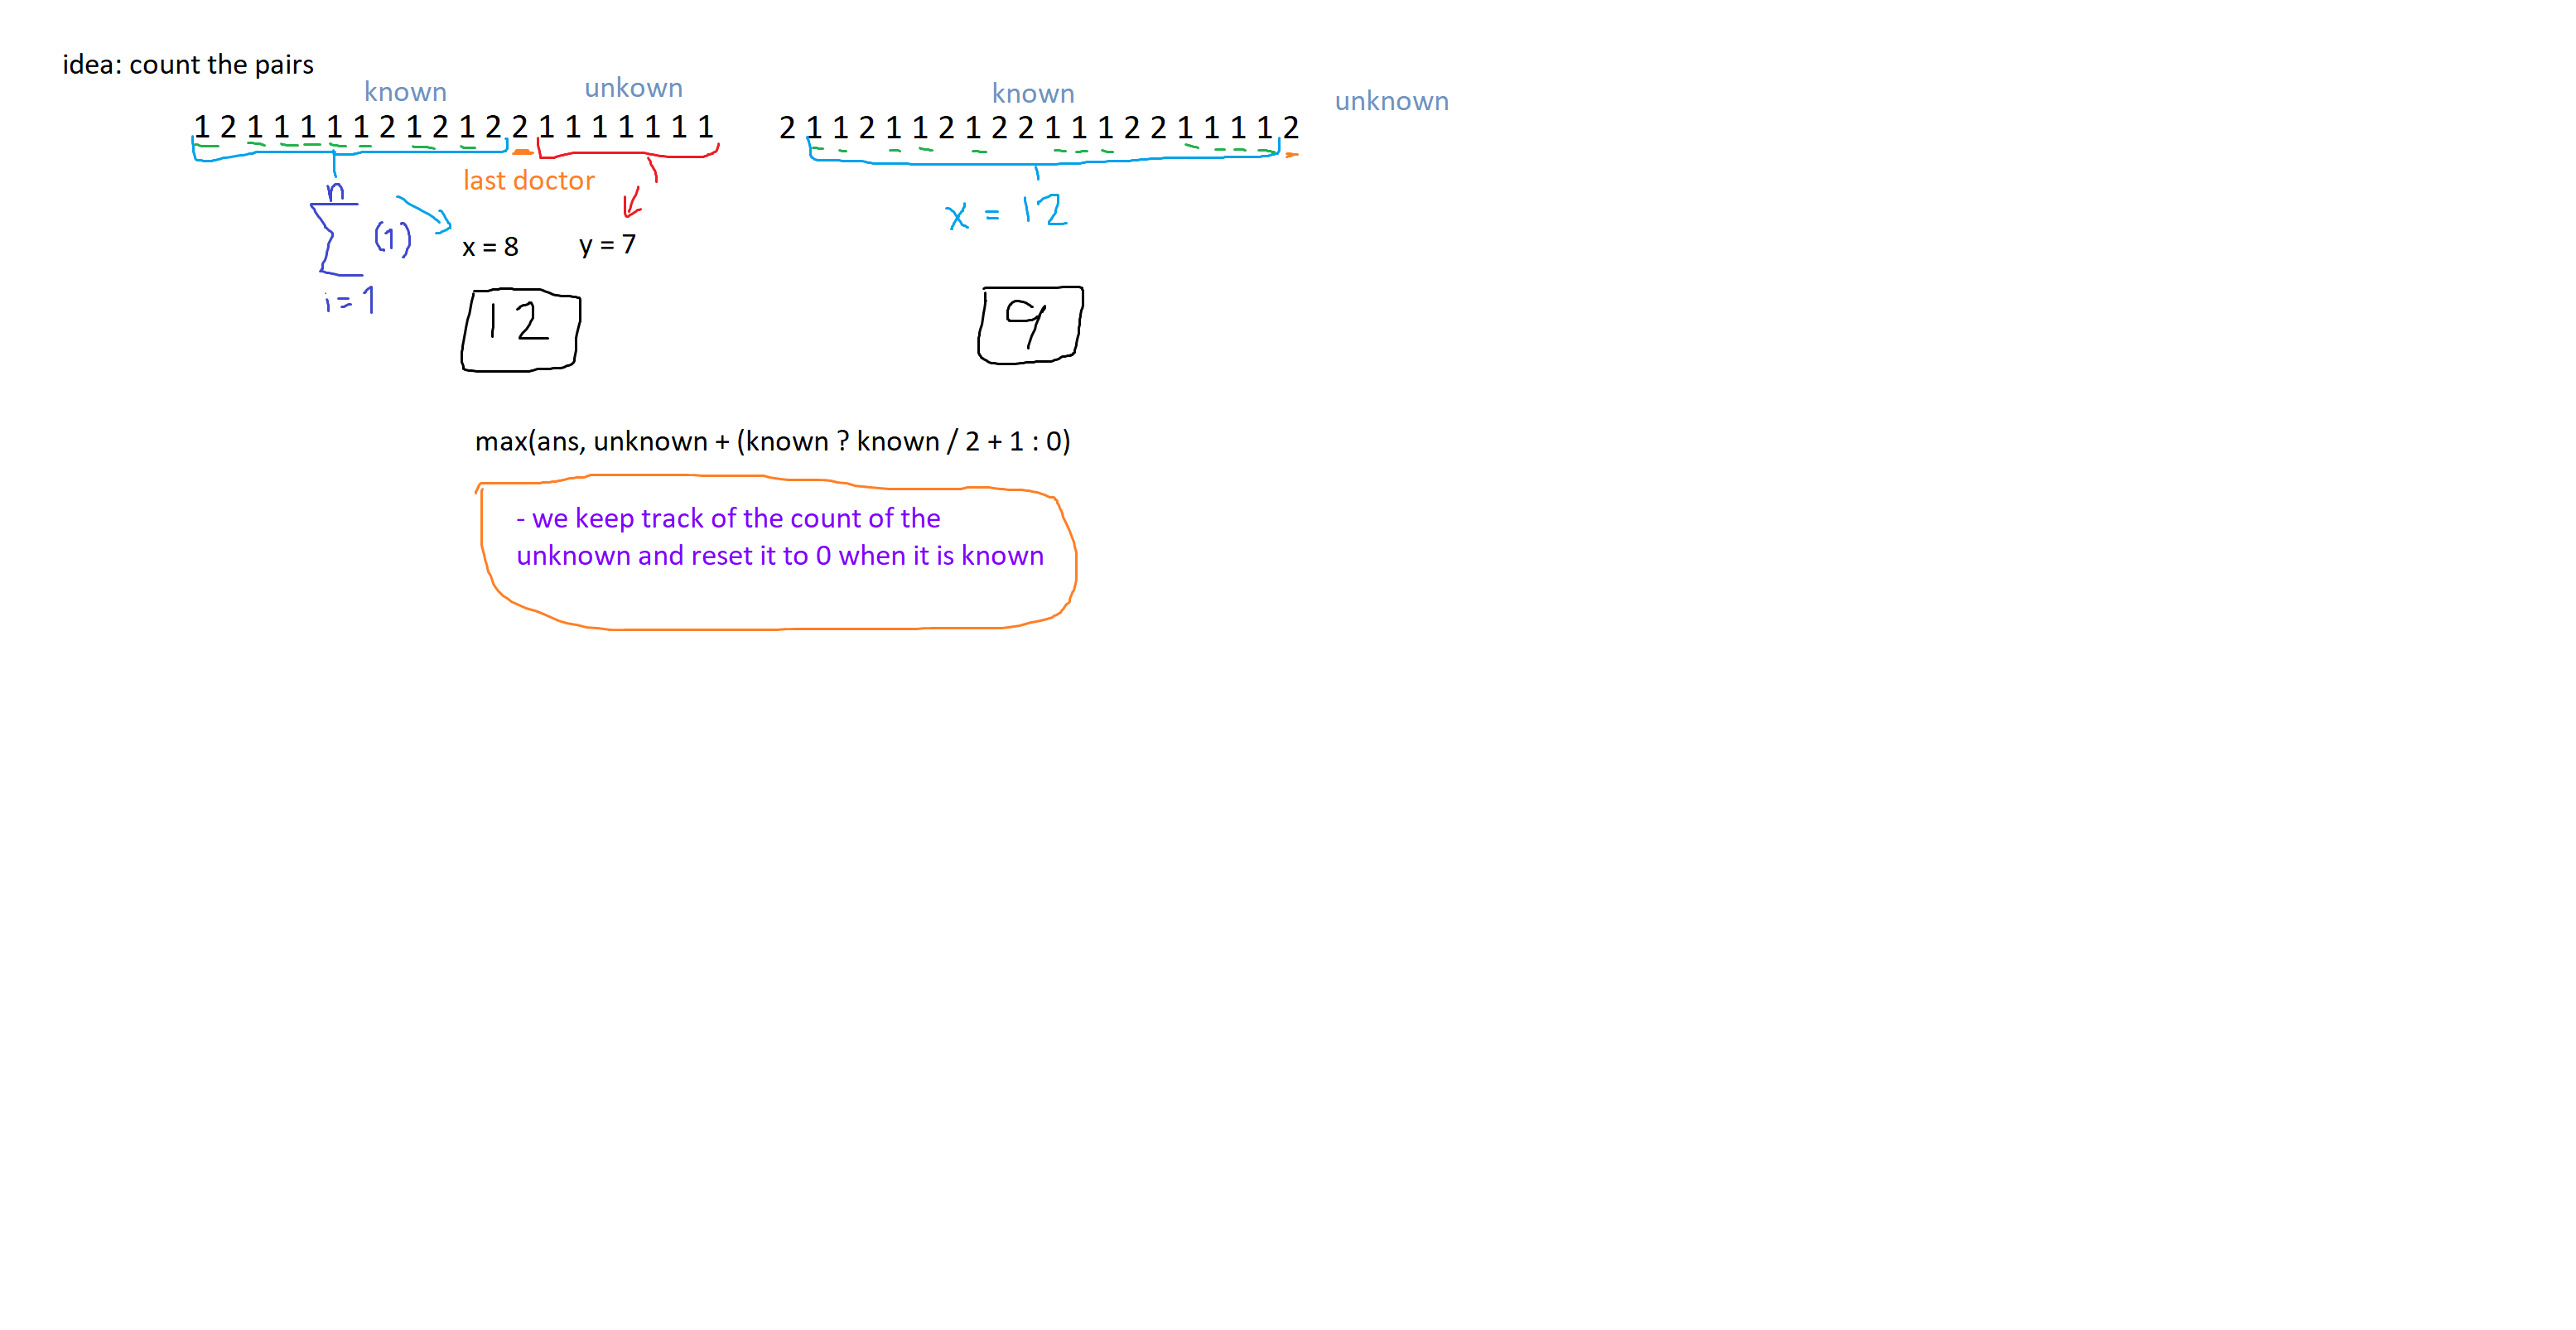 idea: count the pairs
known
unkown
known
unknown
1 2 1 1 1 1 1 2 1 2 1 2 2 1 1 1 1 1 1 1
2 1 1 2 1 1 2 1 2 2 1 1 1 2 2 1 1 1 1 2
last doctor
n
∑ (1)
i = 1
x = 8
y = 7
x = 12
12
9
max(ans, unknown + (known ? known / 2 + 1 : 0)
- we keep track of the count of the
unknown and reset it to 0 when it is known